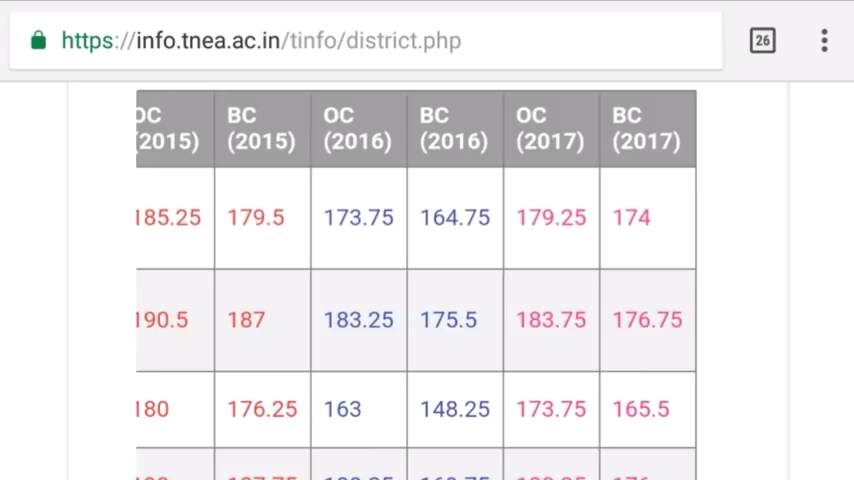 https://info.tnea.ac.in/tinfo/district.php 26
OC (2015) BC (2015) OC (2016) BC (2016) OC (2017) BC (2017)
185.25 179.5 173.75 164.75 179.25 174
190.5 187 183.25 175.5 183.75 176.75
180 176.25 163 148.25 173.75 165.5